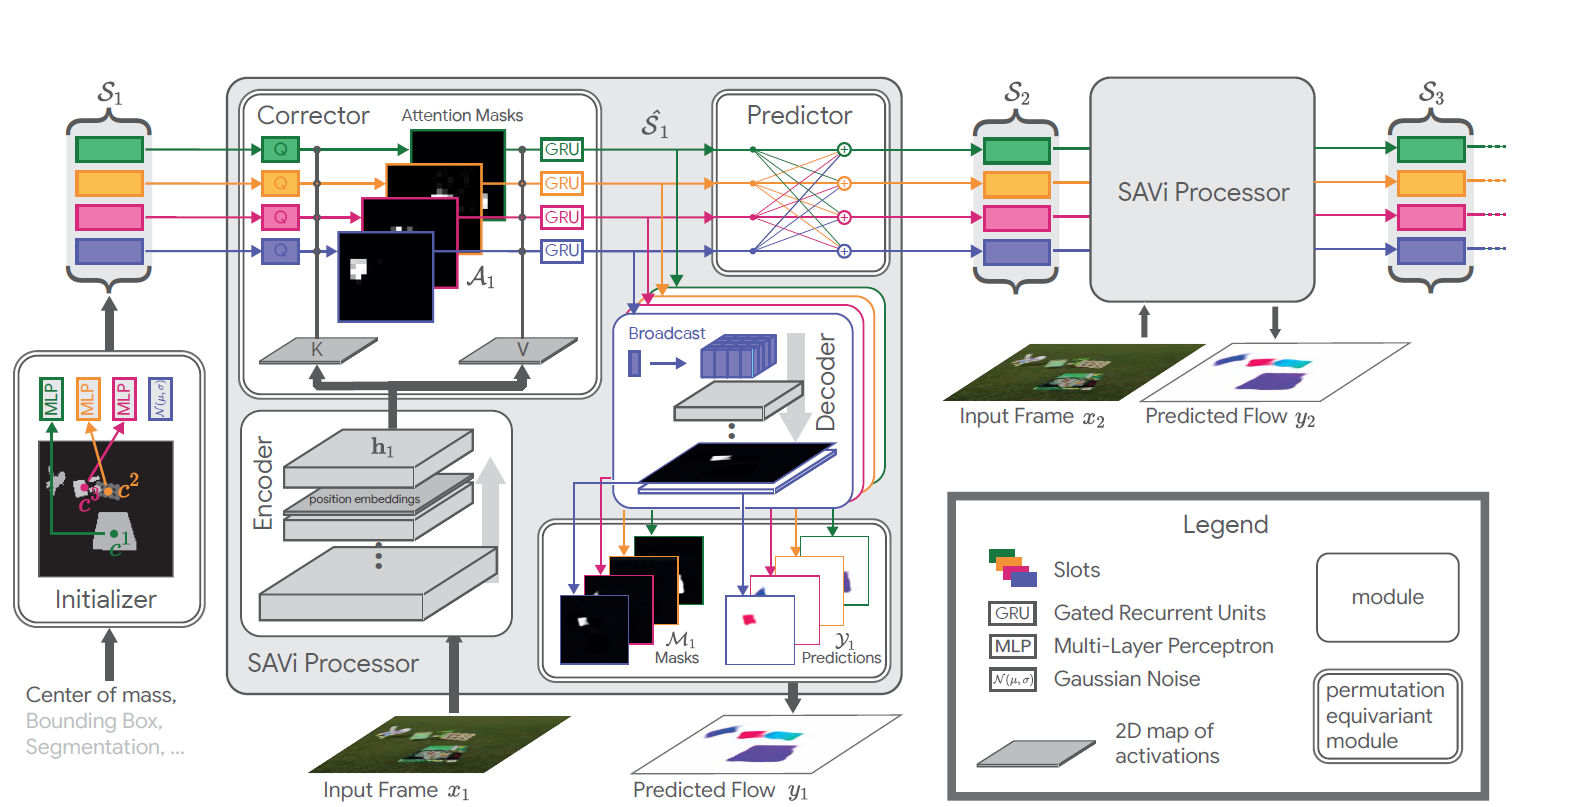 S₁
Corrector
Attention Masks
Ŝ₁
Predictor
S₂
S₃
Q
GRU
Q
GRU
Q
GRU
Q
GRU
A₁
SAVi Processor
K
V
Broadcast
Decoder
MLP
MLP
MLP
N(μ, σ)
c³
c²
c¹
Initializer
Encoder
h₁
position embeddings
Input Frame x₂
Predicted Flow y₂
M₁
Masks
Y₁
Predictions
SAVi Processor
Center of mass,
Bounding Box,
Segmentation, ...
Input Frame x₁
Predicted Flow y₁
Legend
Slots
GRU
Gated Recurrent Units
MLP
Multi-Layer Perceptron
N(μ, σ)
Gaussian Noise
2D map of
activations
module
permutation
equivariant
module